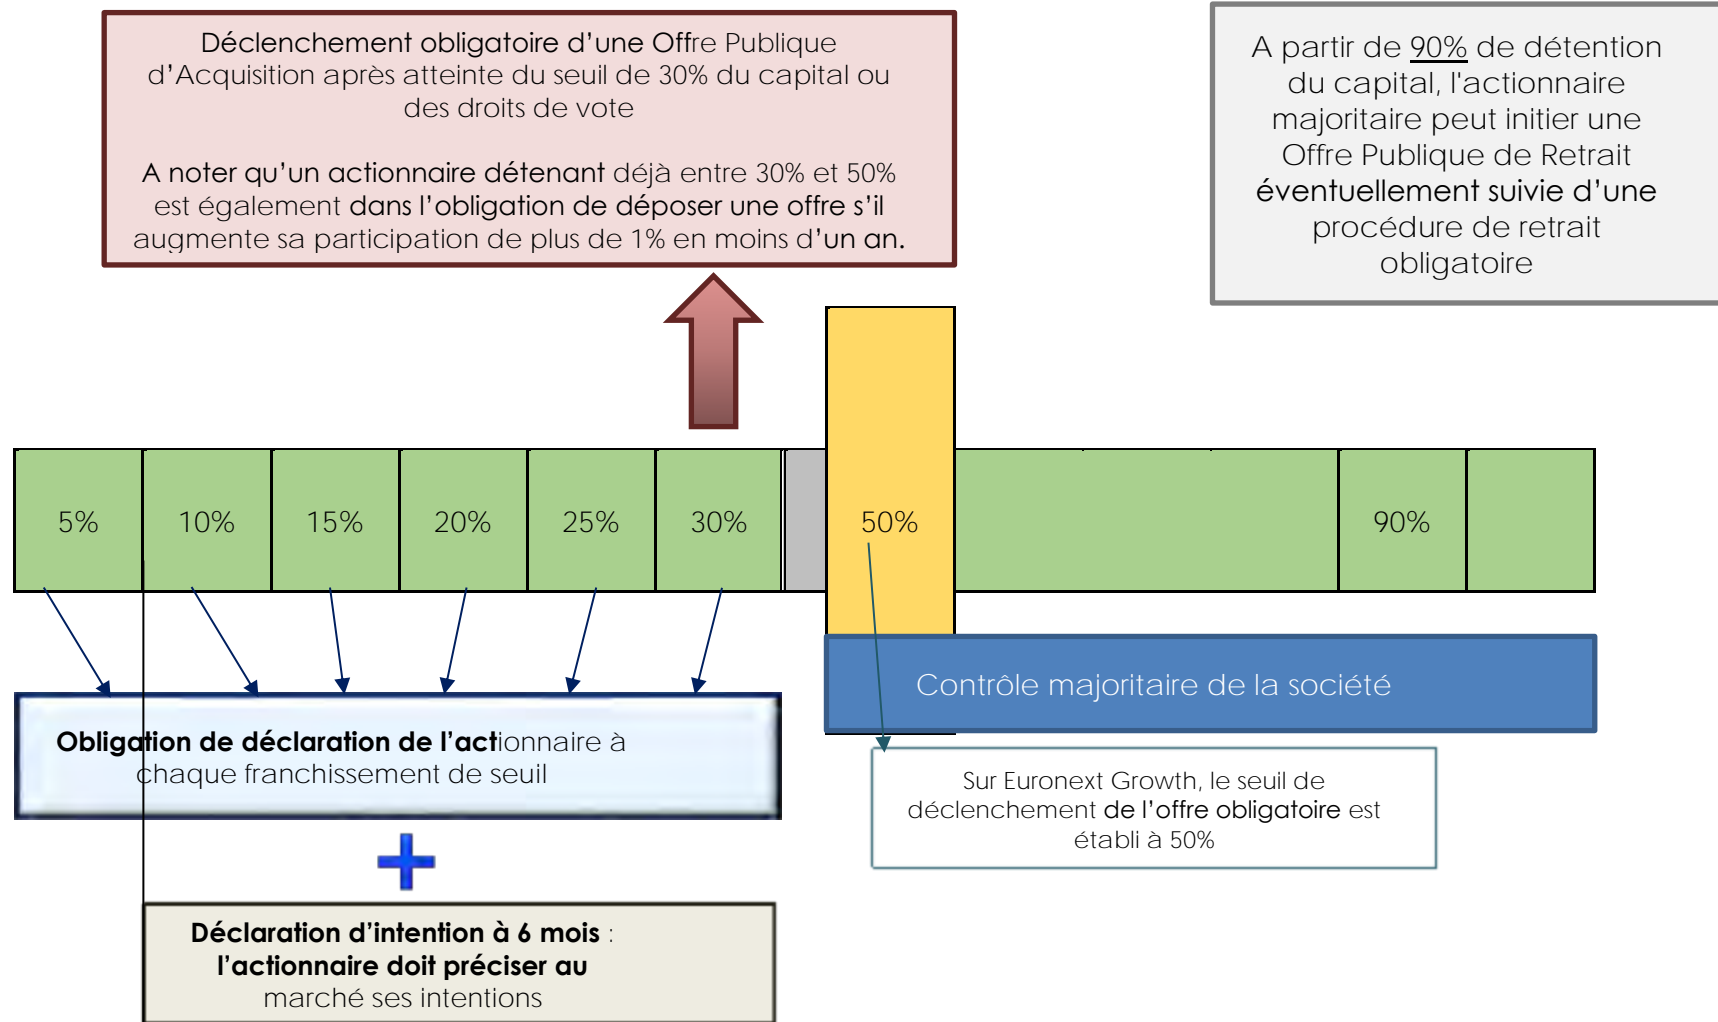 Déclenchement obligatoire d’une Offre Publique
d’Acquisition après atteinte du seuil de 30% du capital ou
des droits de vote
A noter qu’un actionnaire détenant déjà entre 30% et 50%
est également dans l’obligation de déposer une offre s’il
augmente sa participation de plus de 1% en moins d’un an.
A partir de 90% de détention
du capital, l'actionnaire
majoritaire peut initier une
Offre Publique de Retrait
éventuellement suivie d’une
procédure de retrait
obligatoire
5%
10%
15%
20%
25%
30%
50%
90%
Contrôle majoritaire de la société
Obligation de déclaration de l’actionnaire à
chaque franchissement de seuil
Sur Euronext Growth, le seuil de
déclenchement de l’offre obligatoire est
établi à 50%
Déclaration d’intention à 6 mois :
l’actionnaire doit préciser au
marché ses intentions